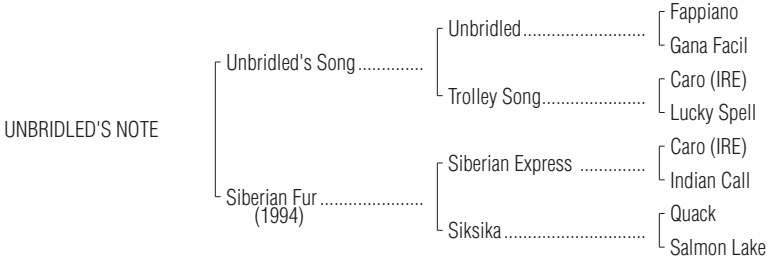 Fappiano
Unbridled..............................
Gana Facil
Unbridled's Song..............
Caro (IRE)
Trolley Song.........................
Lucky Spell
UNBRIDLED'S NOTE
Caro (IRE)
Siberian Express ................
Indian Call
Siberian Fur.........................
(1994)
Quack
Siksika..................................
Salmon Lake